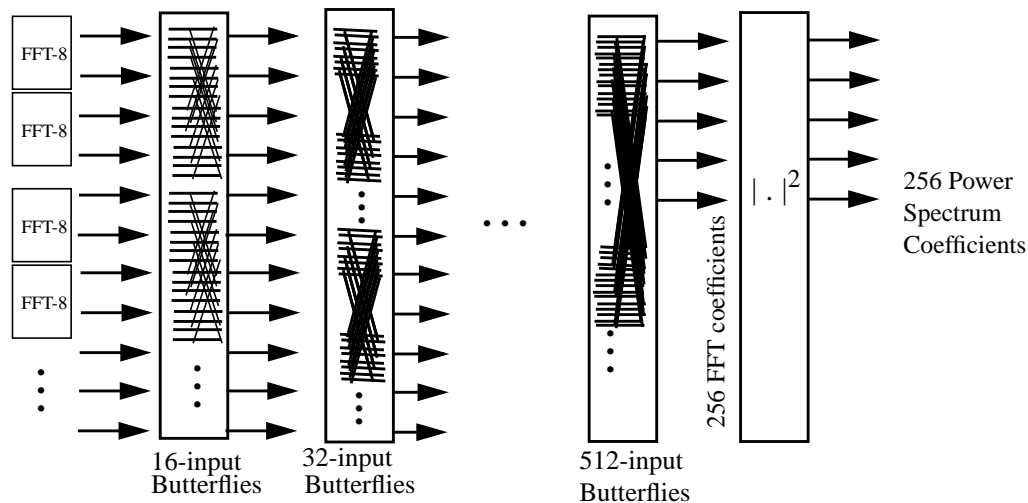 FFT-8
FFT-8
FFT-8
FFT-8
16-input
Butterflies
32-input
Butterflies
512-input
Butterflies
256 FFT coefficients
| . |²
256 Power
Spectrum
Coefficients